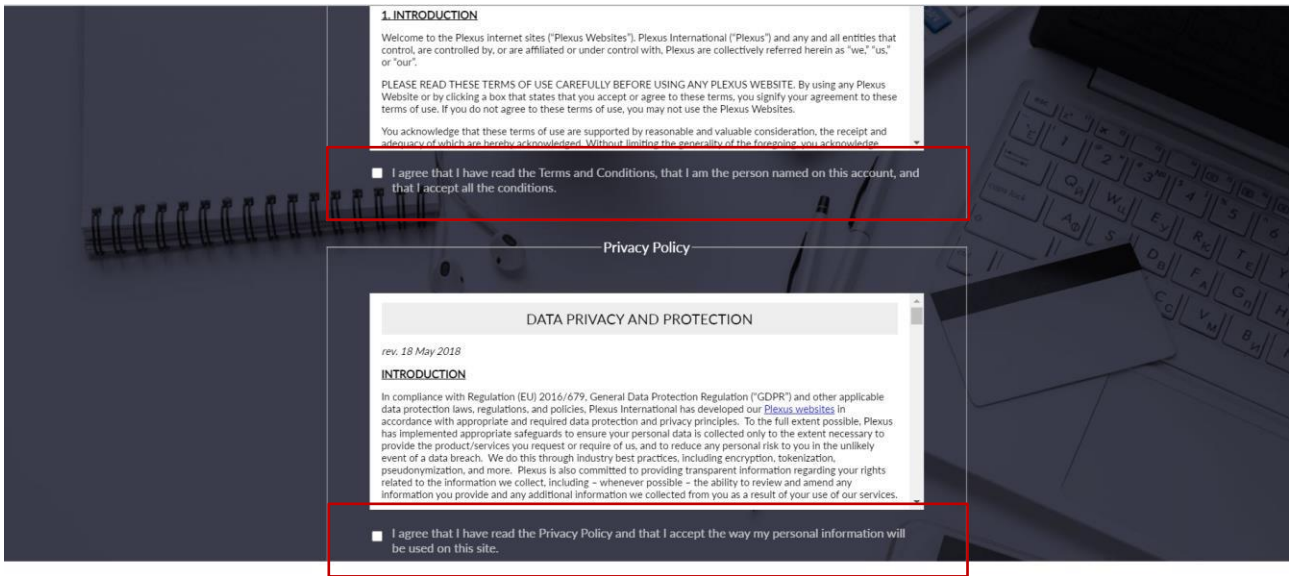 1. INTRODUCTION
Welcome to the Plexus internet sites (“Plexus Websites”). Plexus International (“Plexus”) and any and all entities that
control, are controlled by, or are affiliated or under control with, Plexus are collectively referred herein as “we,” “us,”
or “our”.
PLEASE READ THESE TERMS OF USE CAREFULLY BEFORE USING ANY PLEXUS WEBSITE. By using any Plexus
Website or by clicking a box that states that you accept or agree to these terms, you signify your agreement to these
terms of use. If you do not agree to these terms of use, you may not use the Plexus Websites.
You acknowledge that these terms of use are supported by reasonable and valuable consideration, the receipt and
adequacy of which are hereby acknowledged. Without limiting the generality of the foregoing, you acknowledge
I agree that I have read the Terms and Conditions, that I am the person named on this account, and
that I accept all the conditions.
Privacy Policy
DATA PRIVACY AND PROTECTION
rev. 18 May 2018
INTRODUCTION
In compliance with Regulation (EU) 2016/679, General Data Protection Regulation (“GDPR”) and other applicable
data protection laws, regulations, and policies, Plexus International has developed our Plexus websites in
accordance with appropriate and required data protection and privacy principles. To the full extent possible, Plexus
has implemented appropriate safeguards to ensure your personal data is collected only to the extent necessary to
provide the product/services you request or require of us, and to reduce any personal risk to you in the unlikely
event of a data breach. We do this through industry best practices, including encryption, tokenization,
pseudonymization, and more. Plexus is also committed to providing transparent information regarding your rights
related to the information we collect, including – whenever possible – the ability to review and amend any
information you provide and any additional information we collected from you as a result of your use of our services.
I agree that I have read the Privacy Policy and that I accept the way my personal information will
be used on this site.